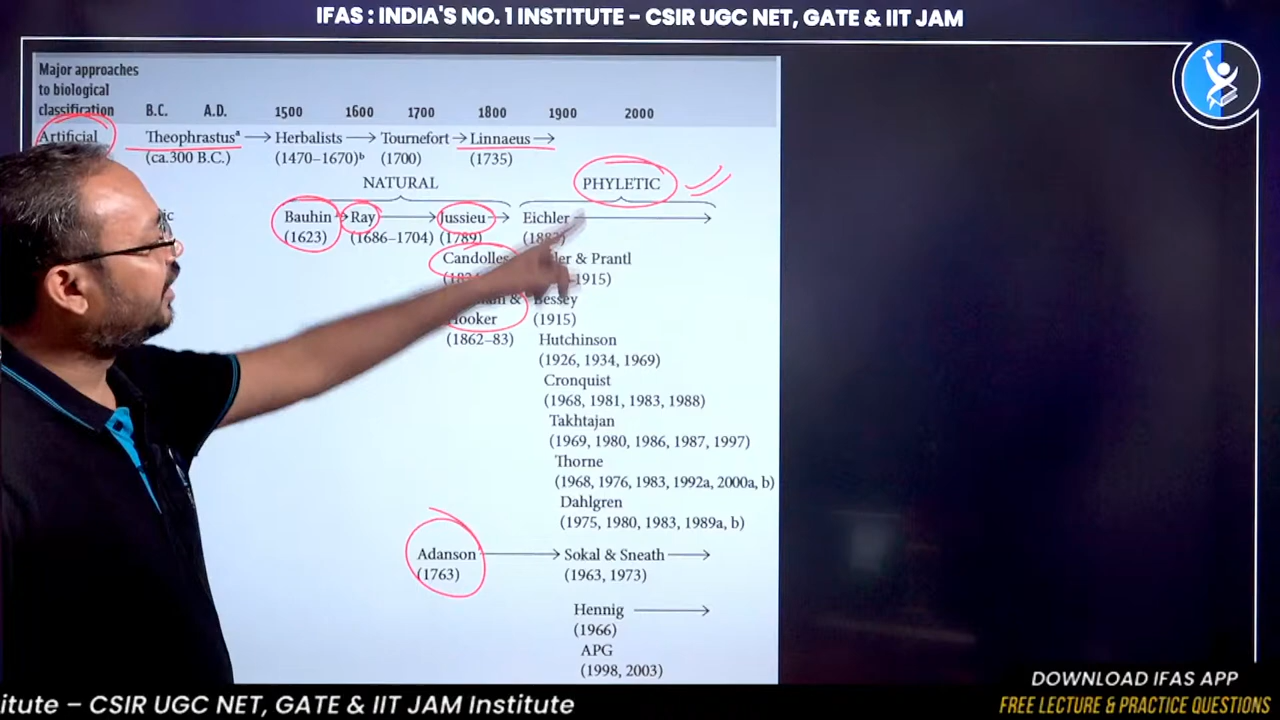 IFAS : INDIA'S NO. 1 INSTITUTE – CSIR UGC NET, GATE & IIT JAM
Major approaches
to biological
classification B.C. A.D. 1500 1600 1700 1800 1900 2000
Artificial Theophrastusᵃ → Herbalists → Tournefort → Linnaeus →
(ca.300 B.C.) (1470–1670)ᵇ (1700) (1735)
NATURAL PHYLETIC
Bauhin → Ray → Jussieu → Eichler →
(1623) (1686–1704) (1789)
Candolles & Prantl
1915)
& Bessey
Hooker (1915)
(1862–83) Hutchinson
(1926, 1934, 1969)
Cronquist
(1968, 1981, 1983, 1988)
Takhtajan
(1969, 1980, 1986, 1987, 1997)
Thorne
(1968, 1976, 1983, 1992a, 2000a, b)
Dahlgren
(1975, 1980, 1983, 1989a, b)
Adanson → Sokal & Sneath →
(1763) (1963, 1973)
Hennig →
(1966)
APG
(1998, 2003)
DOWNLOAD IFAS APP
FREE LECTURE & PRACTICE QUESTIONS
titute – CSIR UGC NET, GATE & IIT JAM Institute